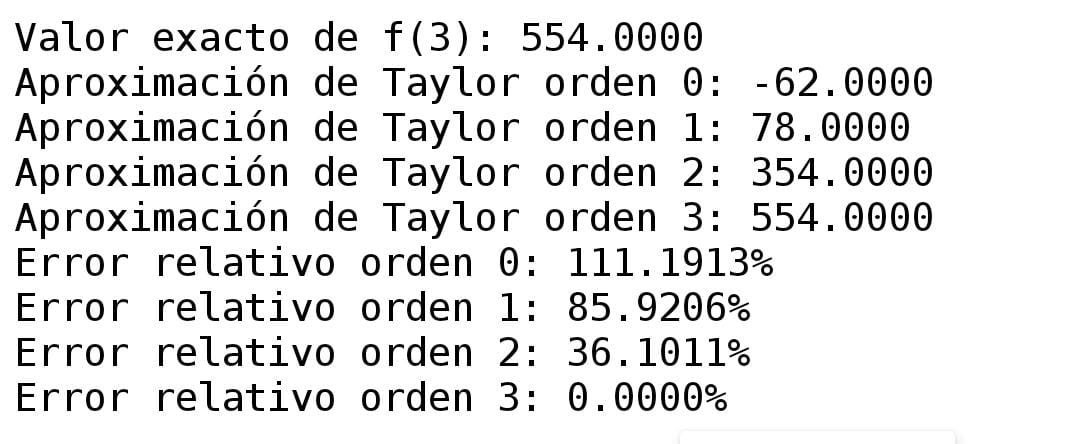 Valor exacto de f(3): 554.0000
Aproximación de Taylor orden 0: -62.0000
Aproximación de Taylor orden 1: 78.0000
Aproximación de Taylor orden 2: 354.0000
Aproximación de Taylor orden 3: 554.0000
Error relativo orden 0: 111.1913%
Error relativo orden 1: 85.9206%
Error relativo orden 2: 36.1011%
Error relativo orden 3: 0.0000%